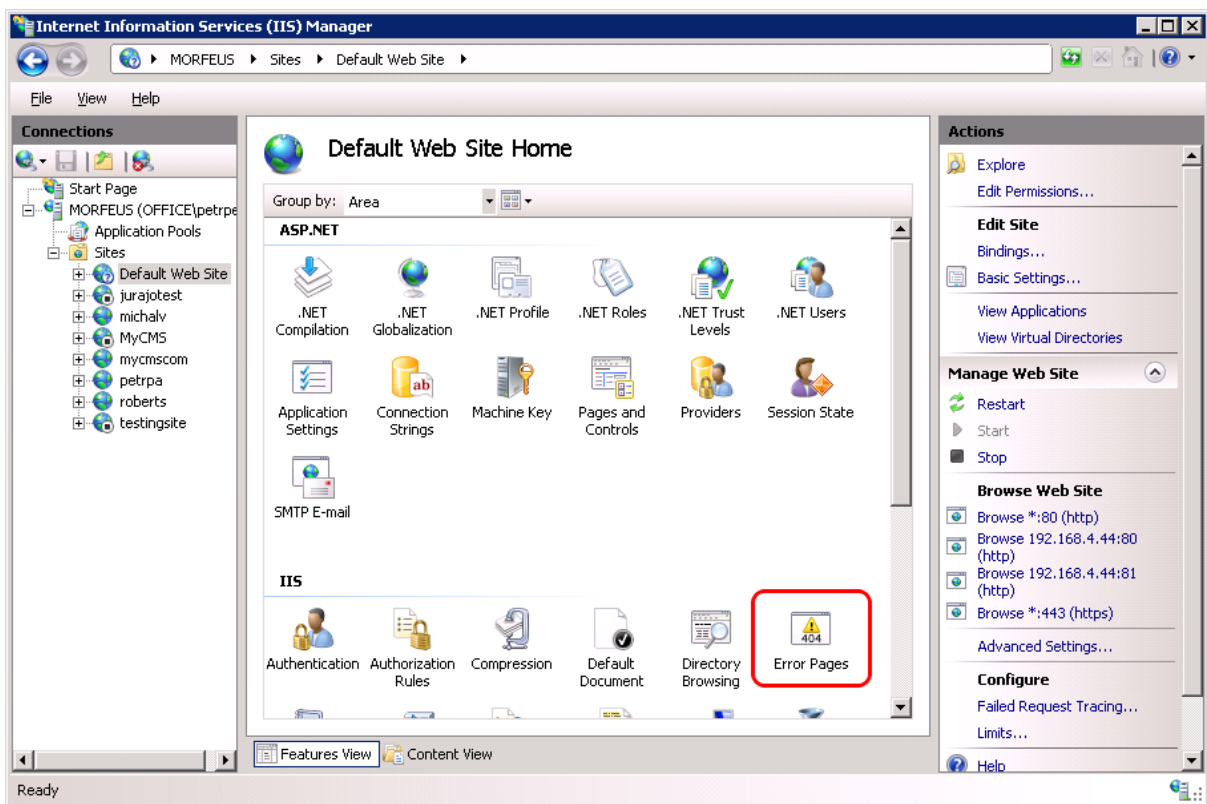 Internet Information Services (IIS) Manager
MORFEUS Sites Default Web Site
File View Help
Connections
Start Page
MORFEUS (OFFICE\petrpe
Application Pools
Sites
Default Web Site
jurajotest
michalv
MyCMS
mycmscom
petrpa
roberts
testingsite
Default Web Site Home
Group by: Area
ASP.NET
.NET Compilation
.NET Globalization
.NET Profile
.NET Roles
.NET Trust Levels
.NET Users
Application Settings
Connection Strings
ab
Machine Key
Pages and Controls
Providers
Session State
SMTP E-mail
IIS
Authentication
Authorization Rules
Compression
Default Document
Directory Browsing
404
Error Pages
Features View
Content View
Actions
Explore
Edit Permissions...
Edit Site
Bindings...
Basic Settings...
View Applications
View Virtual Directories
Manage Web Site
Restart
Start
Stop
Browse Web Site
Browse *:80 (http)
Browse 192.168.4.44:80
(http)
Browse 192.168.4.44:81
(http)
Browse *:443 (https)
Advanced Settings...
Configure
Failed Request Tracing...
Limits...
Help
Ready